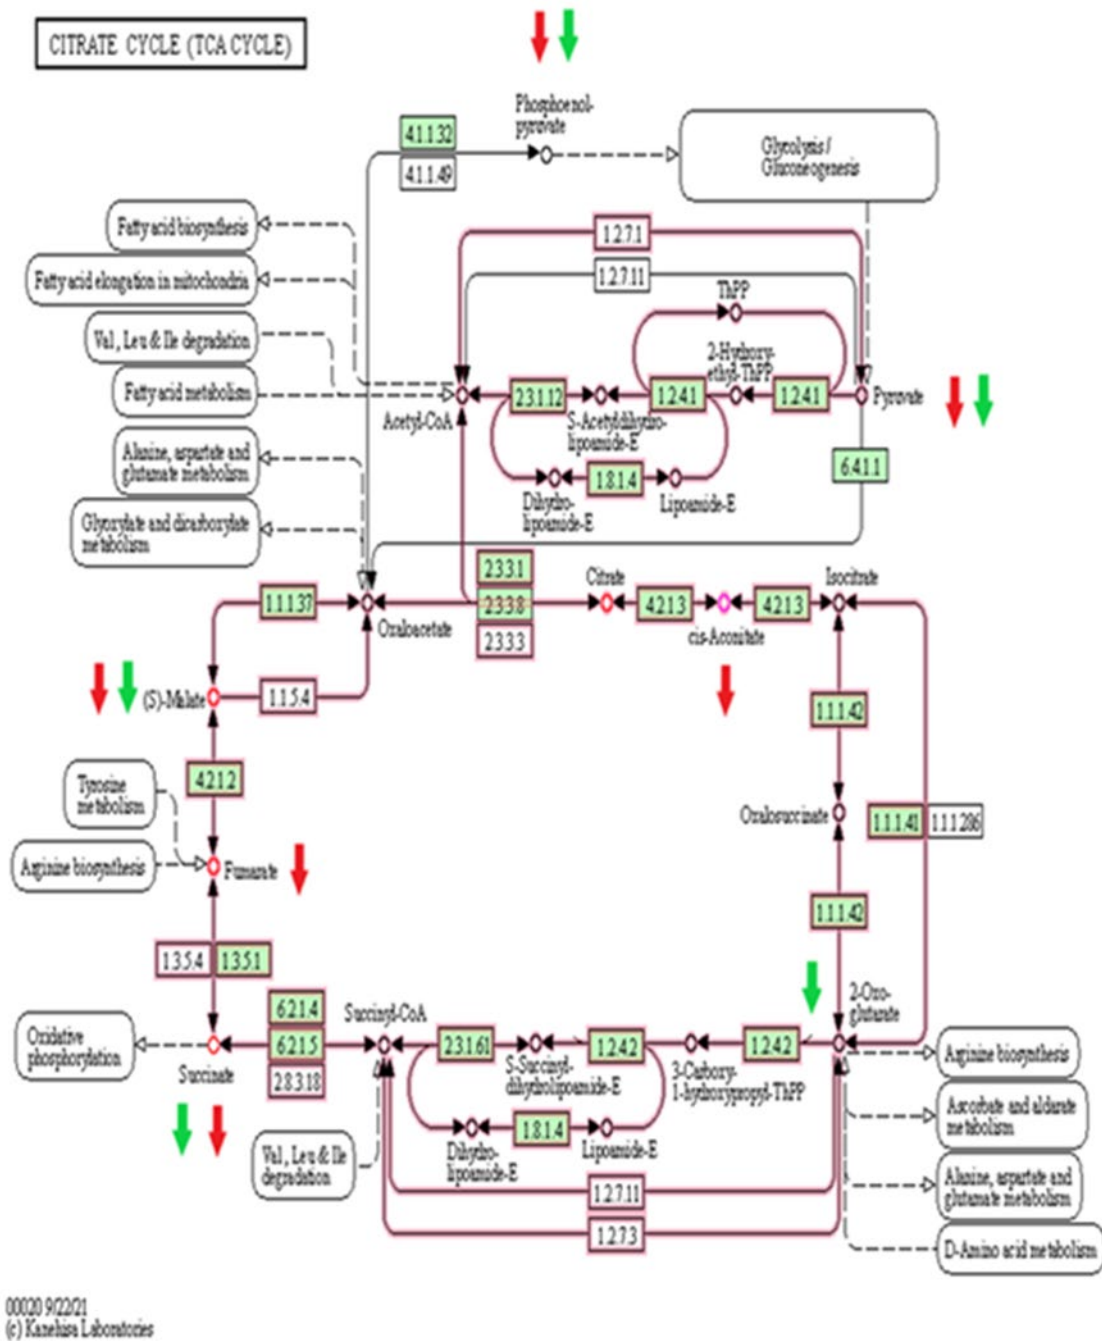 CITRATE CYCLE (TCA CYCLE)
Phosphoenol-
pyruvate
4.1.1.32
4.1.1.49
Glycolysis /
Gluconeogenesis
Fatty acid biosynthesis
Fatty acid elongation in mitochondria
Val, Leu & Ile degradation
Fatty acid metabolism
Alanine, aspartate and
glutamate metabolism
Glyoxylate and dicarboxylate
metabolism
1.2.7.1
1.2.7.11
ThPP
2-Hydroxy-
ethyl-ThPP
Acetyl-CoA
2.3.1.12
S-Acetyldihydro-
lipoamide-E
1.2.4.1
1.2.4.1
Pyruvate
Dihydro-
lipoamide-E
1.8.1.4
Lipoamide-E
6.4.1.1
2.3.3.1
2.3.3.8
2.3.3.3
Citrate
4.2.1.3
cis-Aconitate
4.2.1.3
Isocitrate
1.1.1.37
Oxaloacetate
(S)-Malate
1.1.5.4
1.1.1.42
4.2.1.2
Tyrosine
metabolism
Arginine biosynthesis
Fumarate
Oxalosuccinate
1.1.1.41
1.1.1.286
1.1.1.42
1.3.5.4
1.3.5.1
Oxidative
phosphorylation
Succinate
6.2.1.4
6.2.1.5
2.8.3.18
Succinyl-CoA
2.3.1.61
S-Succinyl-
dihydrolipoamide-E
1.2.4.2
3-Carboxy-
1-hydroxypropyl-ThPP
1.2.4.2
2-Oxo-
glutarate
Dihydro-
lipoamide-E
1.8.1.4
Lipoamide-E
Val, Leu & Ile
degradation
1.2.7.11
1.2.7.3
Arginine biosynthesis
Ascorbate and aldarate
metabolism
Alanine, aspartate and
glutamate metabolism
D-Amino acid metabolism
00020 9/22/21
(c) Kanehisa Laboratories